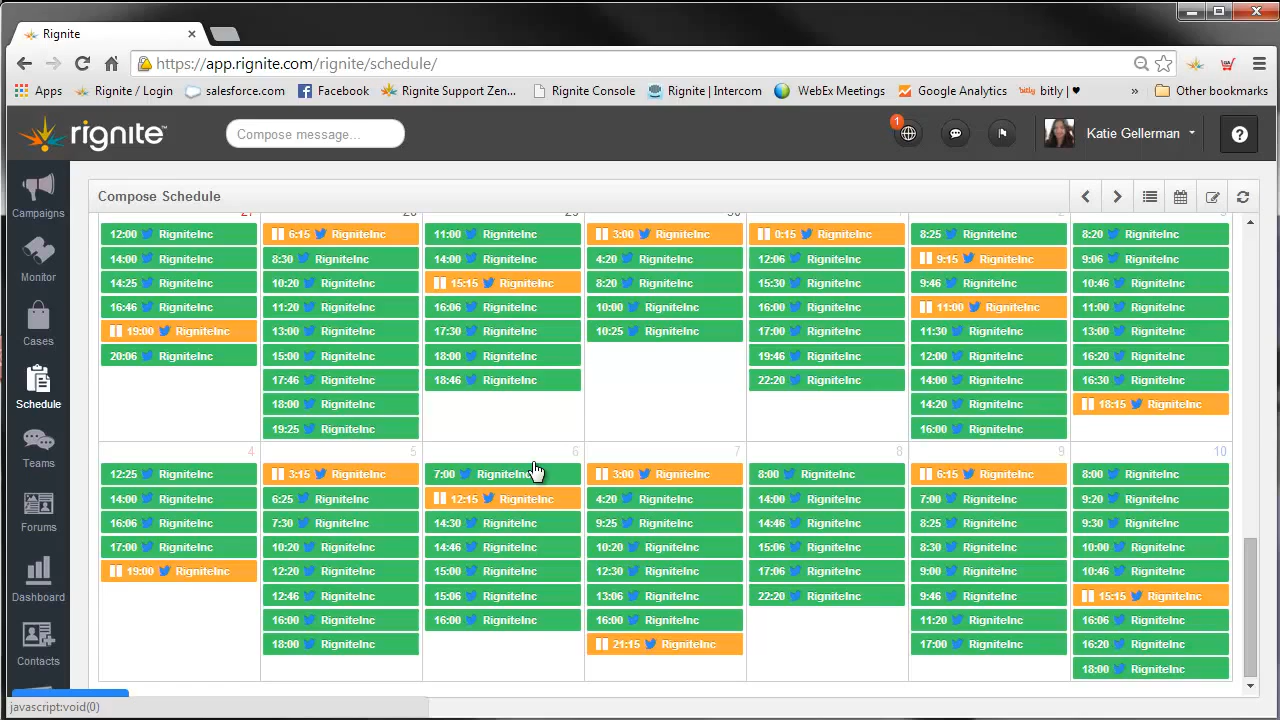 Rignite
https://app.rignite.com/rignite/schedule/
Apps Rignite / Login salesforce.com Facebook Rignite Support Zen... Rignite Console Rignite | Intercom WebEx Meetings Google Analytics bitly bitly | ♥ » Other bookmarks
rignite™ Compose message... 1 Katie Gellerman ?
Campaigns
Monitor
Cases
Schedule
Teams
Forums
Dashboard
Contacts
Compose Schedule
12:00 RigniteInc 6:15 RigniteInc 11:00 RigniteInc 3:00 RigniteInc 0:15 RigniteInc 8:25 RigniteInc 8:20 RigniteInc
14:00 RigniteInc 8:30 RigniteInc 14:00 RigniteInc 4:20 RigniteInc 12:06 RigniteInc 9:15 RigniteInc 9:06 RigniteInc
14:25 RigniteInc 10:20 RigniteInc 15:15 RigniteInc 8:20 RigniteInc 15:30 RigniteInc 9:46 RigniteInc 10:46 RigniteInc
16:46 RigniteInc 11:20 RigniteInc 16:06 RigniteInc 10:00 RigniteInc 16:00 RigniteInc 11:00 RigniteInc 11:00 RigniteInc
19:00 RigniteInc 13:00 RigniteInc 17:30 RigniteInc 10:25 RigniteInc 17:00 RigniteInc 11:30 RigniteInc 13:00 RigniteInc
20:06 RigniteInc 15:00 RigniteInc 18:00 RigniteInc 19:46 RigniteInc 12:00 RigniteInc 16:20 RigniteInc
17:46 RigniteInc 18:46 RigniteInc 22:20 RigniteInc 14:00 RigniteInc 16:30 RigniteInc
18:00 RigniteInc 14:20 RigniteInc 18:15 RigniteInc
19:25 RigniteInc 16:00 RigniteInc
4 5 6 7 8 9 10
12:25 RigniteInc 3:15 RigniteInc 7:00 RigniteInc 3:00 RigniteInc 8:00 RigniteInc 6:15 RigniteInc 8:00 RigniteInc
14:00 RigniteInc 6:25 RigniteInc 12:15 RigniteInc 4:20 RigniteInc 14:00 RigniteInc 7:00 RigniteInc 9:20 RigniteInc
16:06 RigniteInc 7:30 RigniteInc 14:30 RigniteInc 9:25 RigniteInc 14:46 RigniteInc 8:25 RigniteInc 9:30 RigniteInc
17:00 RigniteInc 10:20 RigniteInc 14:46 RigniteInc 10:20 RigniteInc 15:06 RigniteInc 8:30 RigniteInc 10:00 RigniteInc
19:00 RigniteInc 12:20 RigniteInc 15:00 RigniteInc 12:30 RigniteInc 17:06 RigniteInc 9:00 RigniteInc 10:46 RigniteInc
12:46 RigniteInc 15:06 RigniteInc 13:06 RigniteInc 22:20 RigniteInc 9:46 RigniteInc 15:15 RigniteInc
16:00 RigniteInc 16:00 RigniteInc 16:00 RigniteInc 11:20 RigniteInc 16:06 RigniteInc
18:00 RigniteInc 21:15 RigniteInc 17:00 RigniteInc 16:20 RigniteInc
18:00 RigniteInc
javascript:void(0)